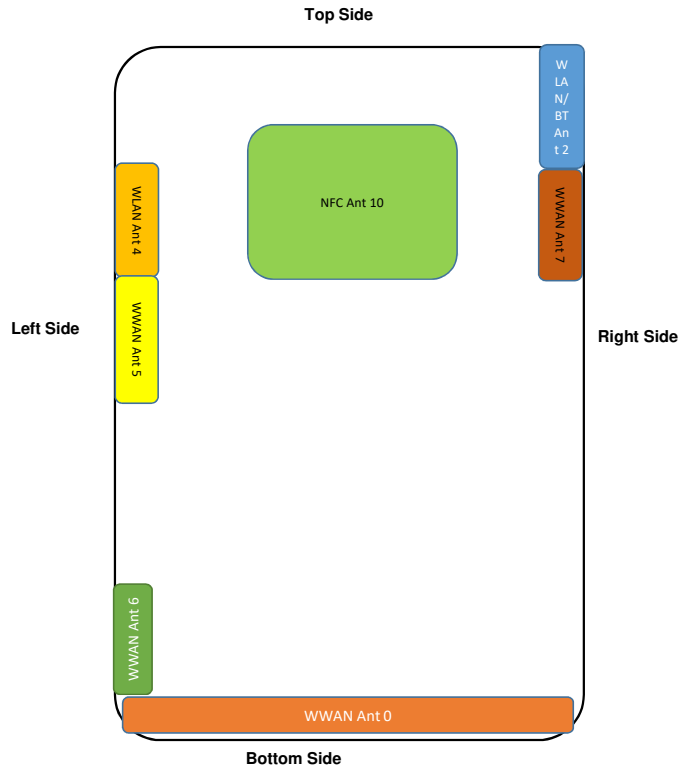 Top Side
W
LA
N/
BT
An
t 2
NFC Ant 10
WLAN Ant 4
WWAN Ant 7
Left Side
WWAN Ant 5
Right Side
WWAN Ant 6
WWAN Ant 0
Bottom Side